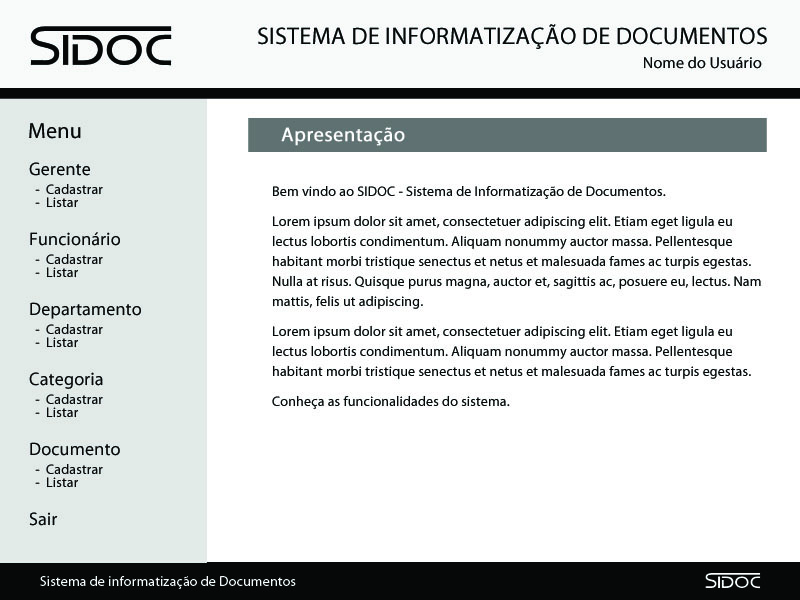 SIDOC
SISTEMA DE INFORMATIZAÇÃO DE DOCUMENTOS
Nome do Usuário
Menu
Gerente
- Cadastrar
- Listar
Funcionário
- Cadastrar
- Listar
Departamento
- Cadastrar
- Listar
Categoria
- Cadastrar
- Listar
Documento
- Cadastrar
- Listar
Sair
Apresentação
Bem vindo ao SIDOC - Sistema de Informatização de Documentos.
Lorem ipsum dolor sit amet, consectetuer adipiscing elit. Etiam eget ligula eu
lectus lobortis condimentum. Aliquam nonummy auctor massa. Pellentesque
habitant morbi tristique senectus et netus et malesuada fames ac turpis egestas.
Nulla at risus. Quisque purus magna, auctor et, sagittis ac, posuere eu, lectus. Nam
mattis, felis ut adipiscing.
Lorem ipsum dolor sit amet, consectetuer adipiscing elit. Etiam eget ligula eu
lectus lobortis condimentum. Aliquam nonummy auctor massa. Pellentesque
habitant morbi tristique senectus et netus et malesuada fames ac turpis egestas.
Conheça as funcionalidades do sistema.
Sistema de informatização de Documentos
SIDOC